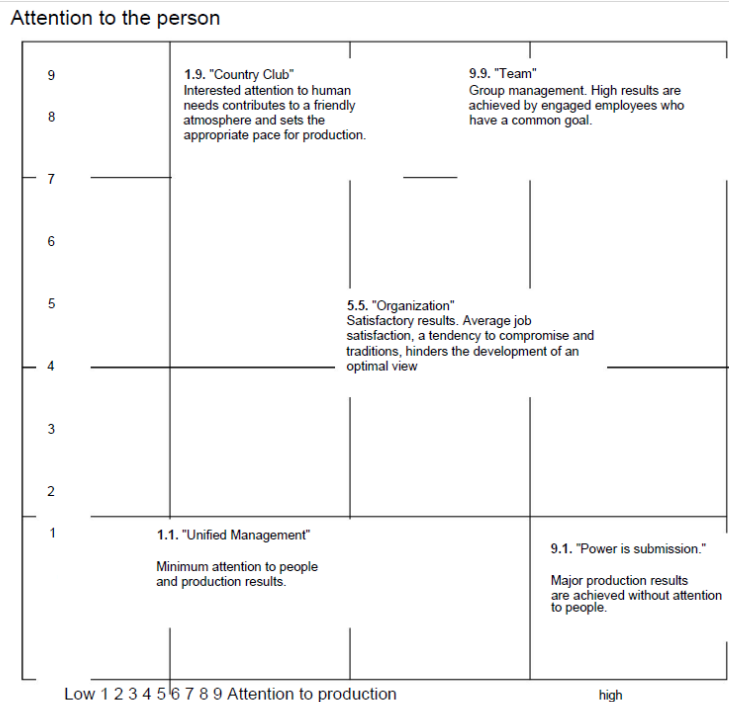 Attention to the person
9
1.9. "Country Club"
Interested attention to human
needs contributes to a friendly
atmosphere and sets the
appropriate pace for production.
9.9. "Team"
Group management. High results are
achieved by engaged employees who
have a common goal.
8
7
6
5
5.5. "Organization"
Satisfactory results. Average job
satisfaction, a tendency to compromise and
traditions, hinders the development of an
optimal view
4
3
2
1
1.1. "Unified Management"
Minimum attention to people
and production results.
9.1. "Power is submission."
Major production results
are achieved without attention
to people.
Low 1 2 3 4 5 6 7 8 9 Attention to production
high